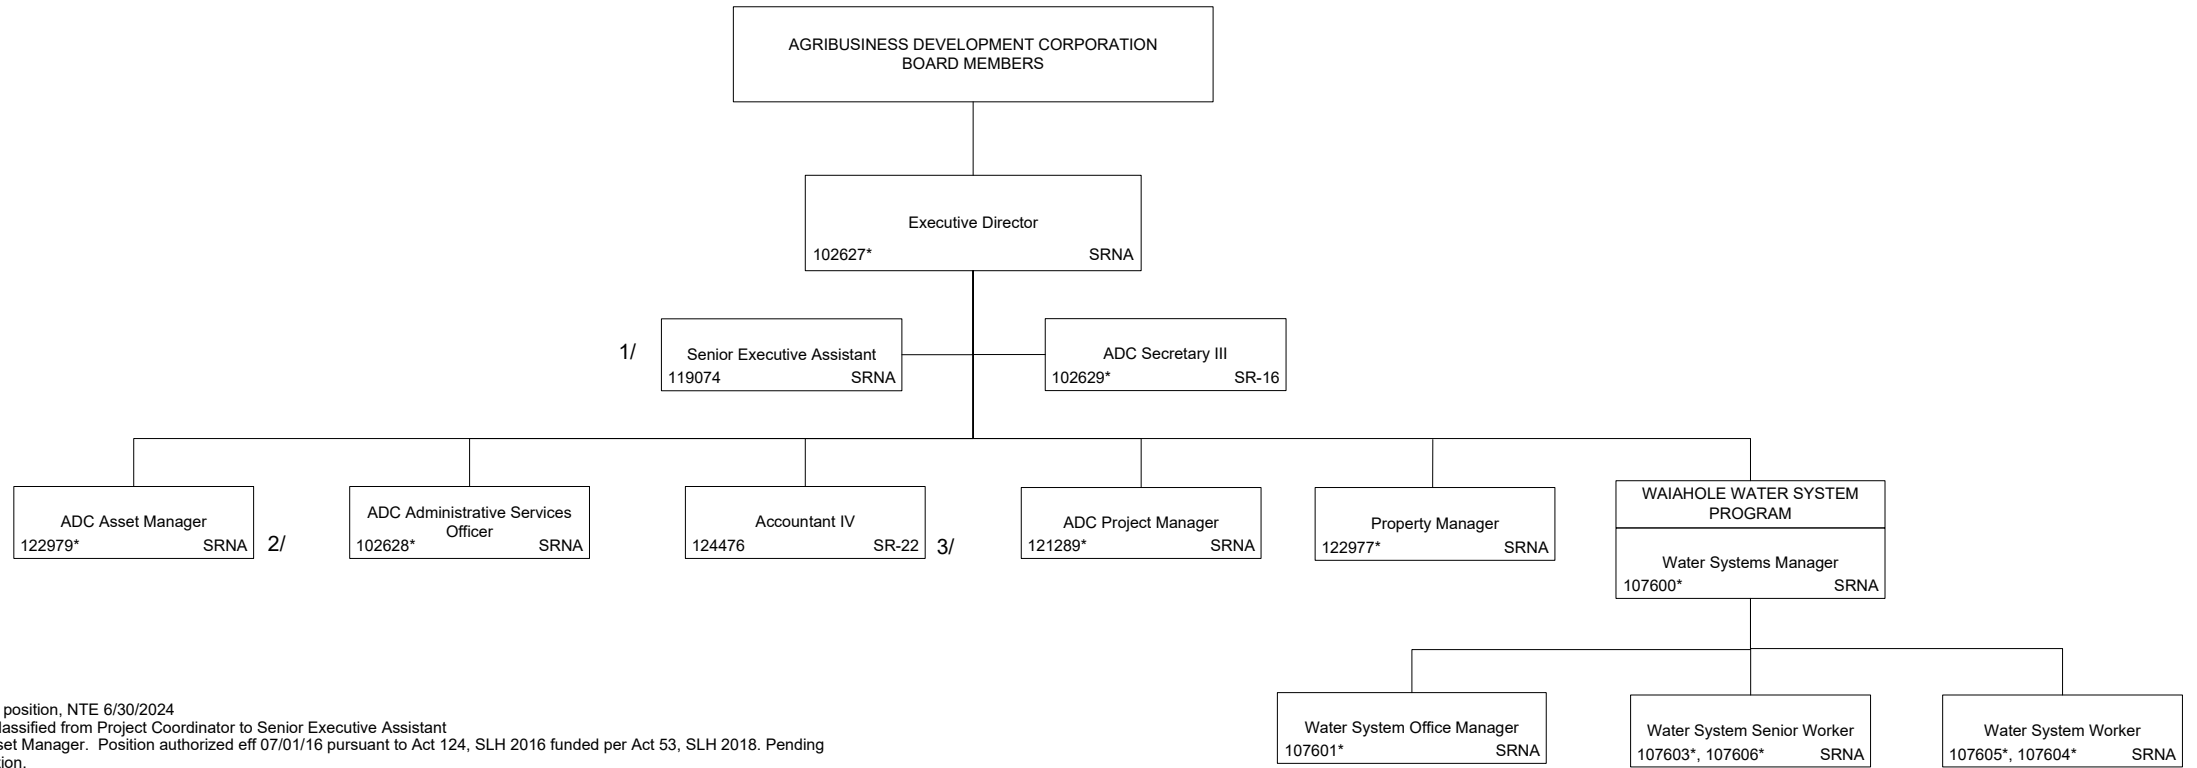 AGRIBUSINESS DEVELOPMENT CORPORATION
BOARD MEMBERS
Executive Director
102627* SRNA
1/
Senior Executive Assistant
119074 SRNA
ADC Secretary III
102629* SR-16
ADC Asset Manager
122979* SRNA
2/
ADC Administrative Services
Officer
102628* SRNA
Accountant IV
124476 SR-22
3/
ADC Project Manager
121289* SRNA
Property Manager
122977* SRNA
WAIAHOLE WATER SYSTEM
PROGRAM
Water Systems Manager
107600* SRNA
Water System Office Manager
107601* SRNA
Water System Senior Worker
107603*, 107606* SRNA
Water System Worker
107605*, 107604* SRNA
position, NTE 6/30/2024
lassified from Project Coordinator to Senior Executive Assistant
set Manager. Position authorized eff 07/01/16 pursuant to Act 124, SLH 2016 funded per Act 53, SLH 2018. Pending
tion.